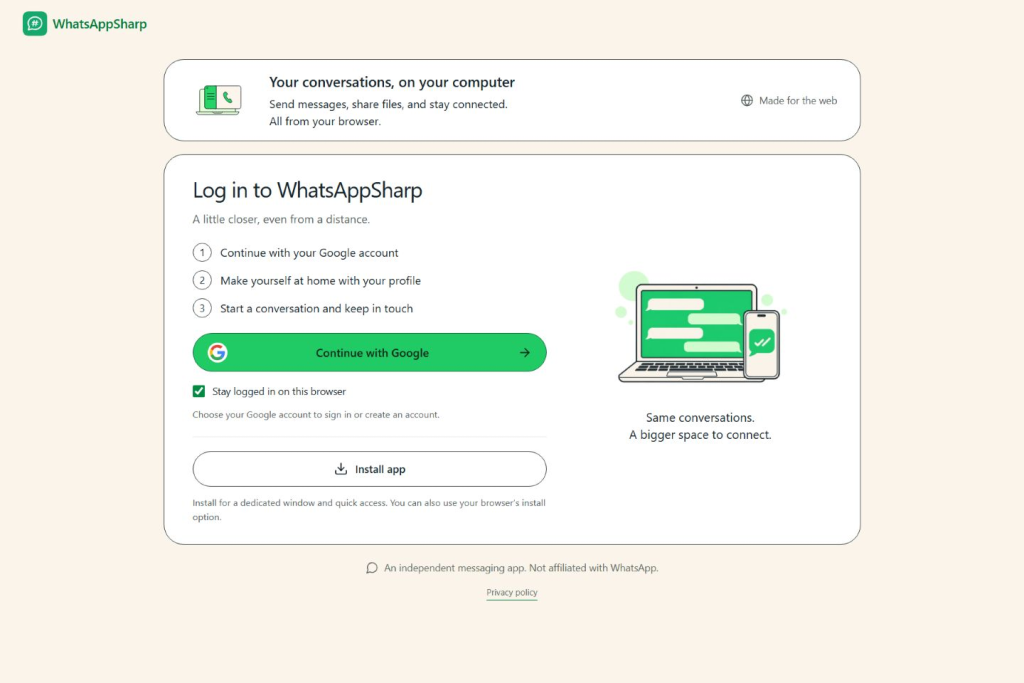 WhatsAppSharp
Your conversations, on your computer
Send messages, share files, and stay connected.
All from your browser.
Made for the web
Log in to WhatsAppSharp
A little closer, even from a distance.
1 Continue with your Google account
2 Make yourself at home with your profile
3 Start a conversation and keep in touch
Continue with Google
Stay logged in on this browser
Choose your Google account to sign in or create an account.
Install app
Install for a dedicated window and quick access. You can also use your browser's install
option.
Same conversations.
A bigger space to connect.
An independent messaging app. Not affiliated with WhatsApp.
Privacy policy